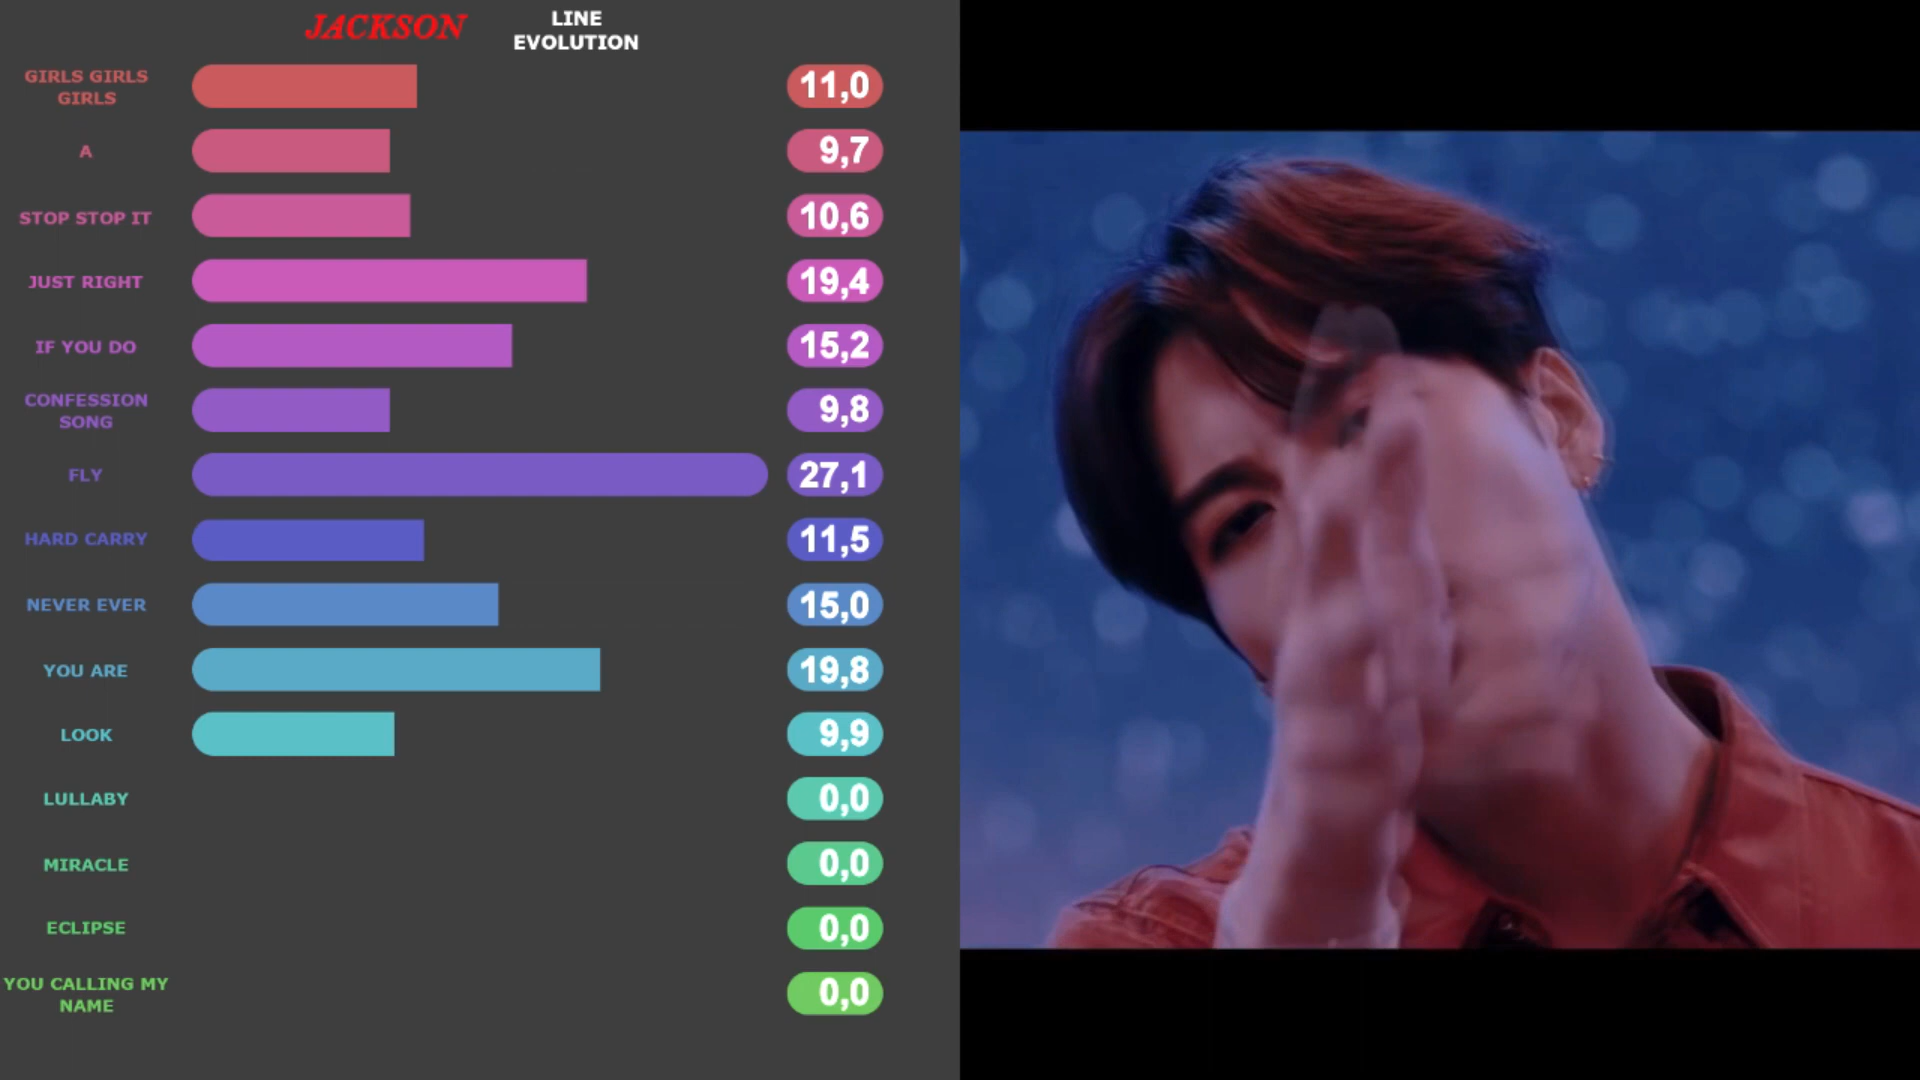 JACKSON
LINE
EVOLUTION
GIRLS GIRLS
GIRLS
11,0
A
9,7
STOP STOP IT
10,6
JUST RIGHT
19,4
IF YOU DO
15,2
CONFESSION
SONG
9,8
FLY
27,1
HARD CARRY
11,5
NEVER EVER
15,0
YOU ARE
19,8
LOOK
9,9
LULLABY
0,0
MIRACLE
0,0
ECLIPSE
0,0
YOU CALLING MY
NAME
0,0